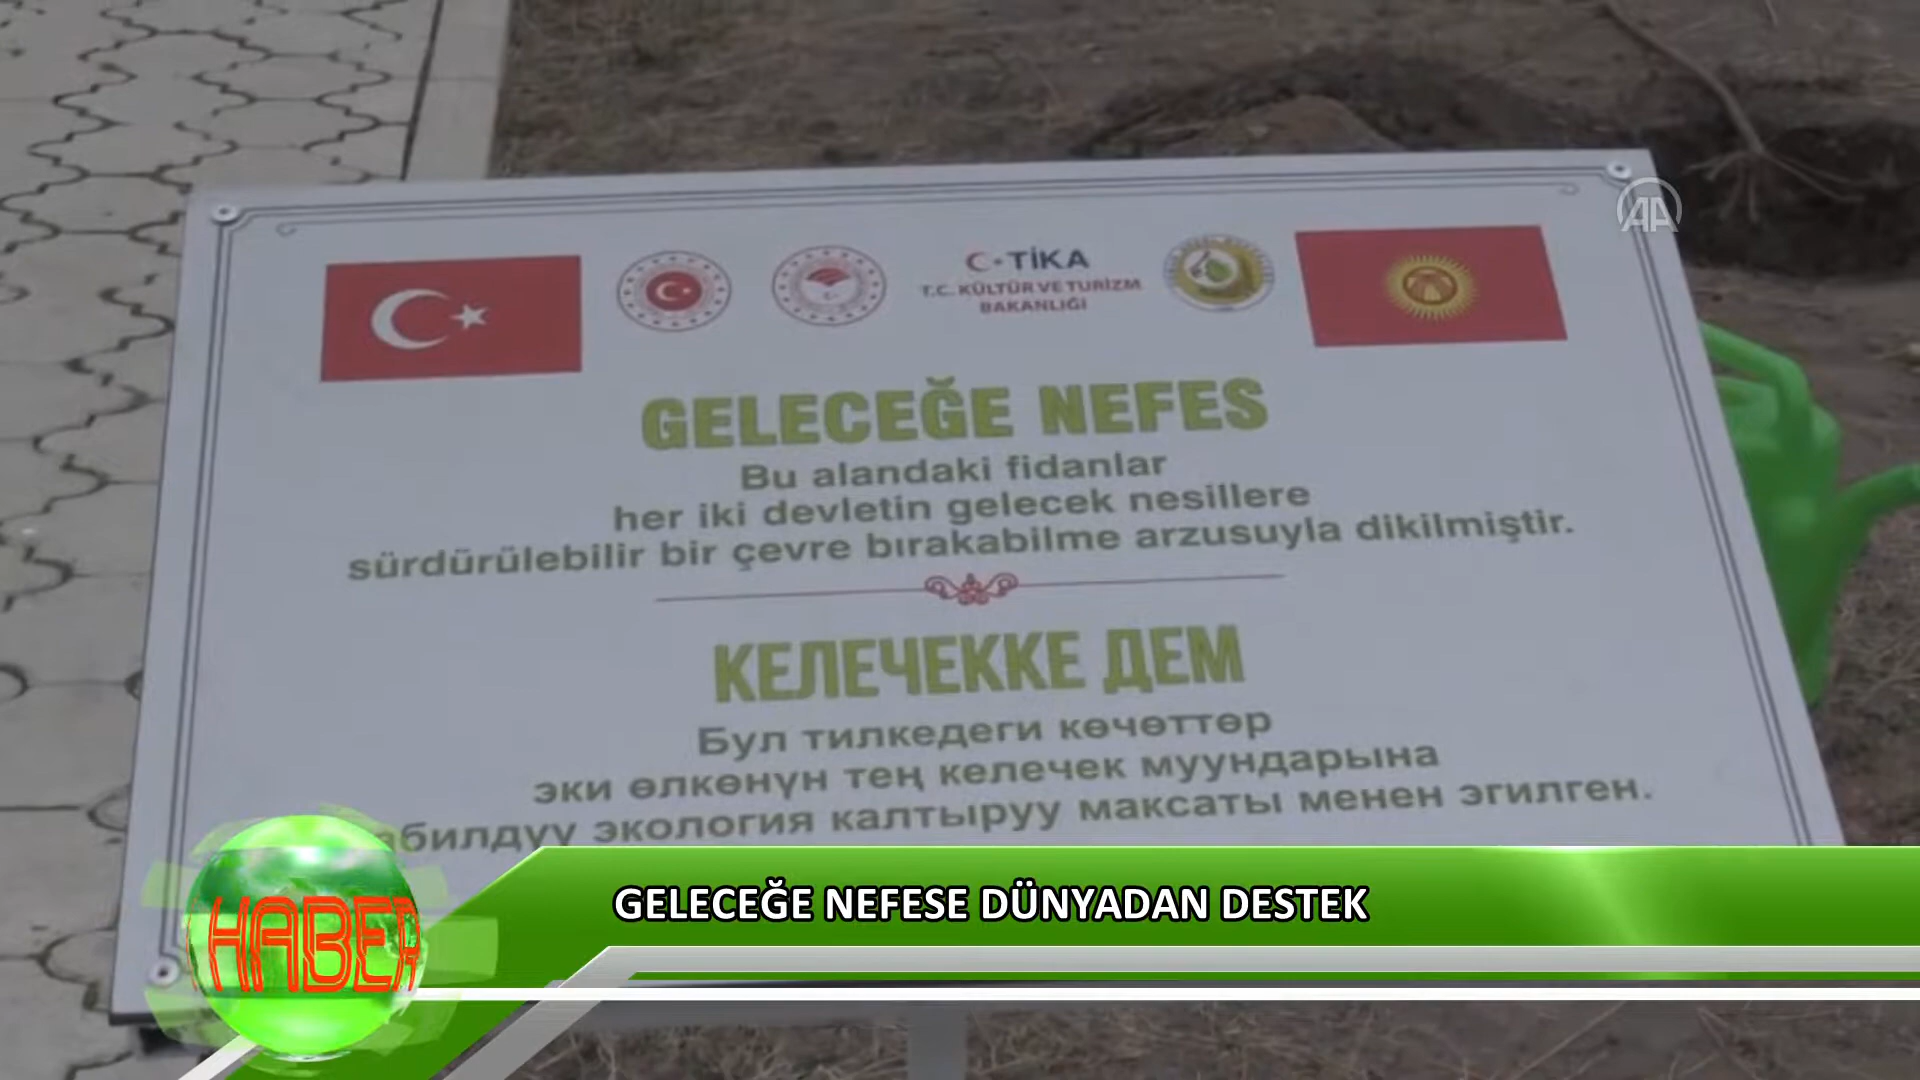 AA
C★TİKA
T.C. KÜLTÜR VE TURİZM
BAKANLIĞI
GELECEĞE NEFES
Bu alandaki fidanlar
her iki devletin gelecek nesillere
sürdürülebilir bir çevre bırakabilme arzusuyla dikilmiştir.
КЕЛЕЧЕККЕ ДЕМ
Бул тилкедеги көчөттөр
эки өлкөнүн тең келечек муундарына
экология калтыруу максаты менен эгилген.
GELECEĞE NEFESE DÜNYADAN DESTEK
HABER